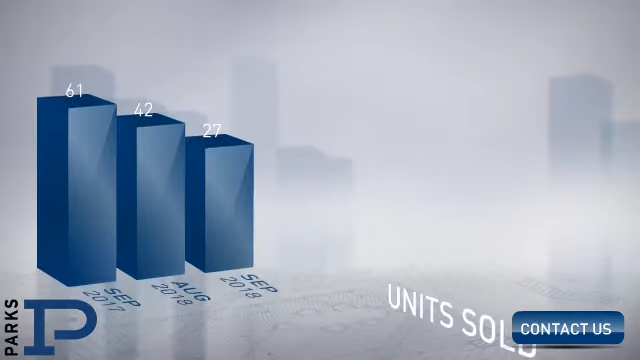 61
42
27
SEP
2017
AUG
2018
SEP
2018
UNITS SOLD
CONTACT US
PARKS
P